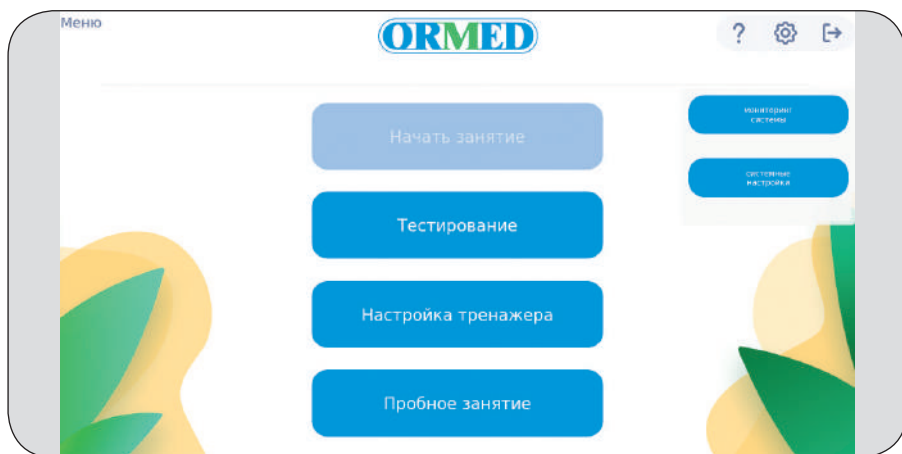 Меню
ORMED
?
Начать занятие
мониторинг
системы
Тестирование
системные
настройки
Настройка тренажера
Пробное занятие